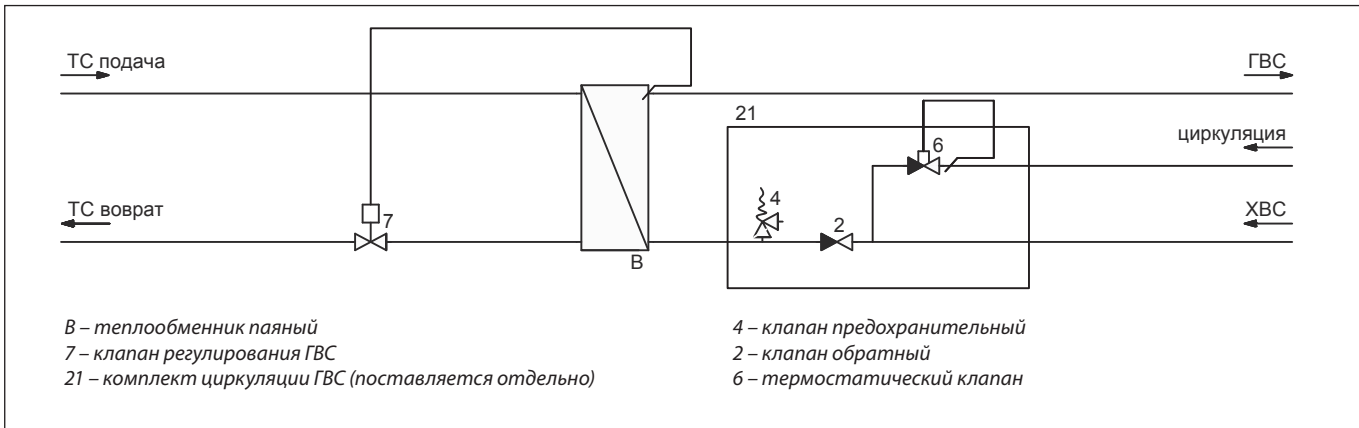 ТС подача
ГВС
21
6
циркуляция
4
ТС воврат
7
2
ХВС
В
В – теплообменник паяный
7 – клапан регулирования ГВС
21 – комплект циркуляции ГВС (поставляется отдельно)
4 – клапан предохранительный
2 – клапан обратный
6 – термостатический клапан